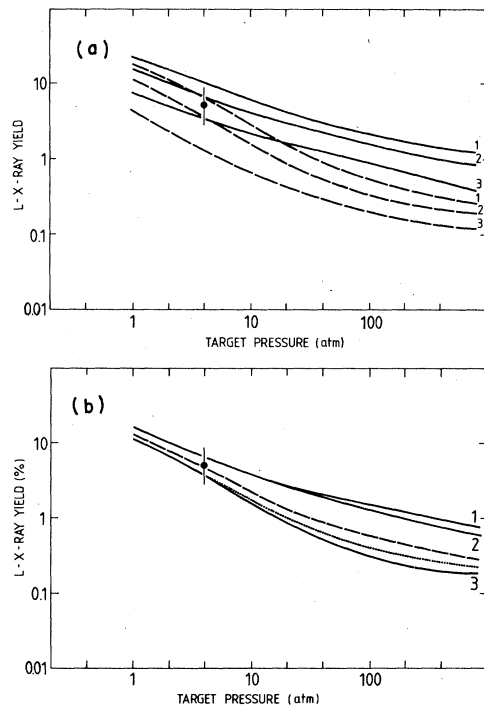 (a)
L-X-RAY YIELD
10
1
0.1
0.01
1
2
3
1
2
3
1 10 100
TARGET PRESSURE (atm)
(b)
L-X-RAY YIELD (%)
10
1
0.1
0.01
1
2
3
1 10 100
TARGET PRESSURE (atm)